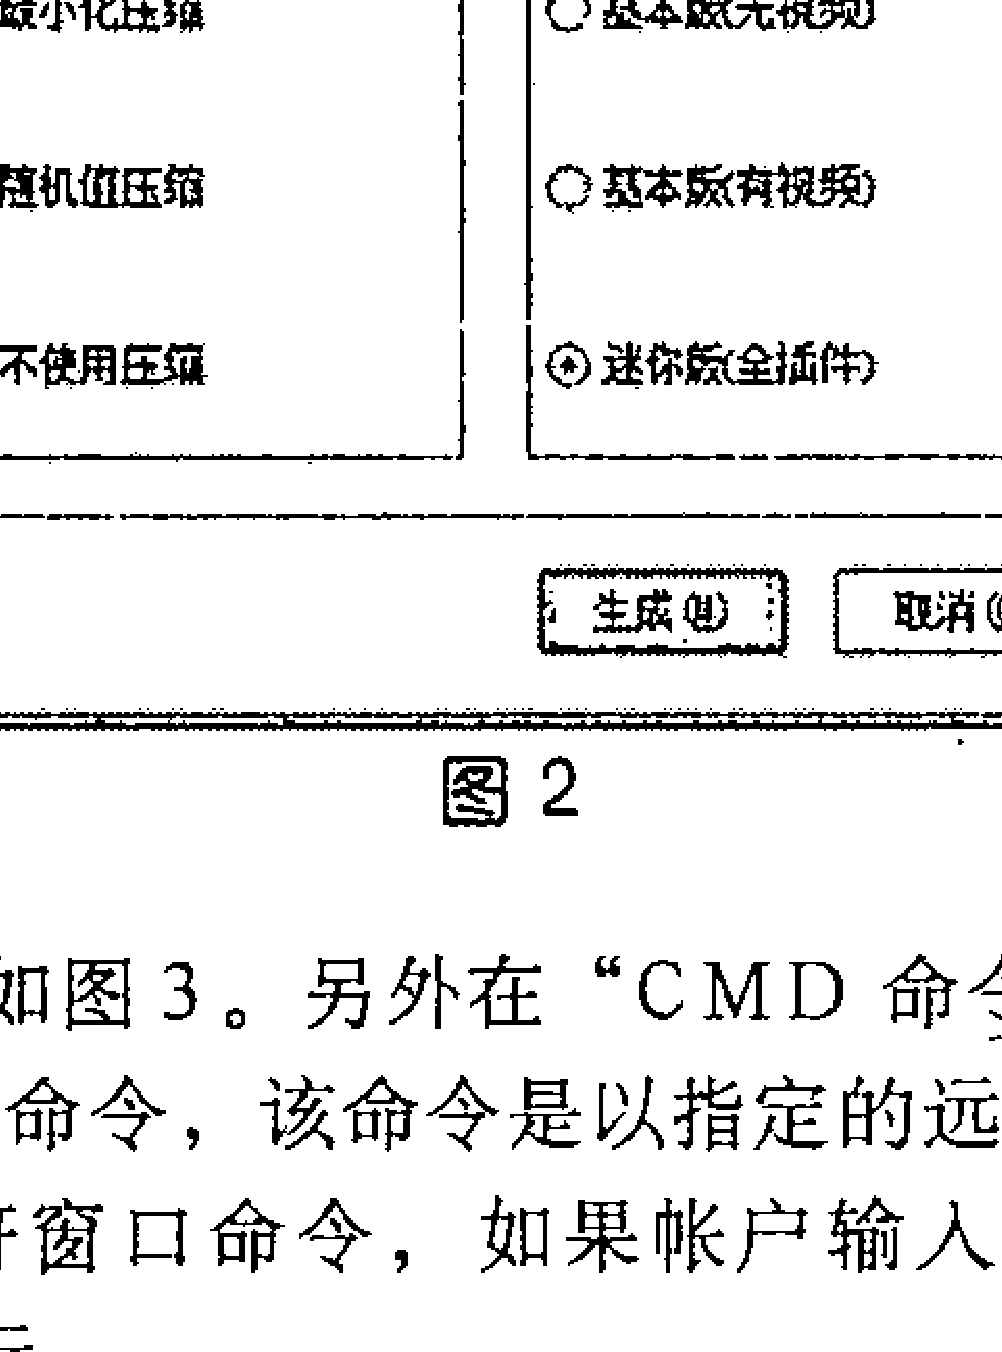 最小化压缩
基本版(无视频)
随机值压缩
基本版(有视频)
不使用压缩
迷你版(全插件)
生成
取消
图 2
如图 3。另外在“CMD 命令
命令，该命令是以指定的远
开窗口命令，如果帐户输入